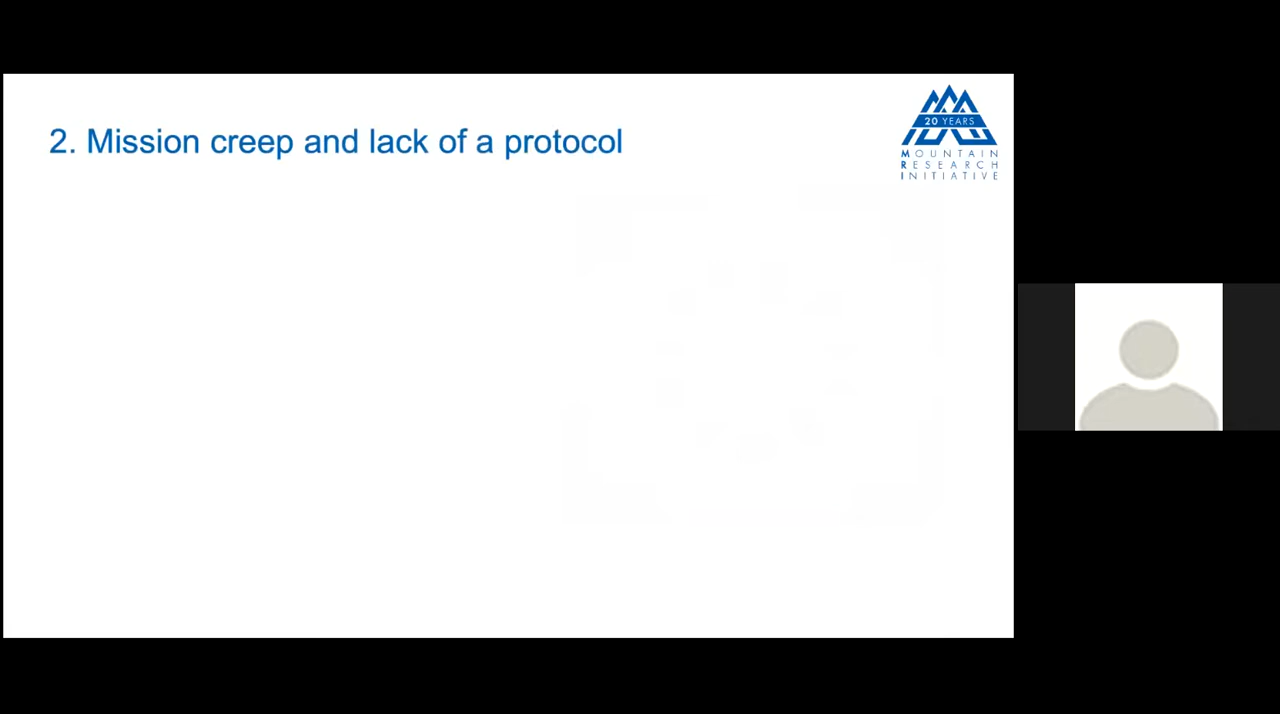 2. Mission creep and lack of a protocol
20 YEARS
MOUNTAIN
RESEARCH
INITIATIVE